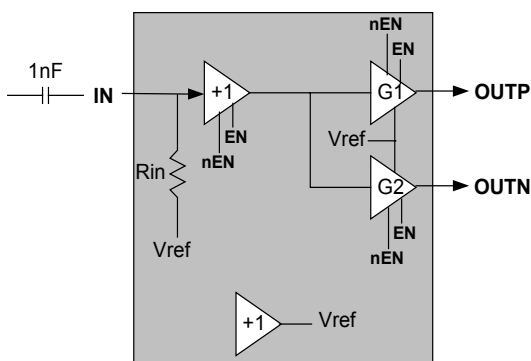 nEN
EN
1nF
IN
+1
G1
OUTP
EN
nEN
Vref
Rin
G2
OUTN
Vref
EN
nEN
+1
Vref